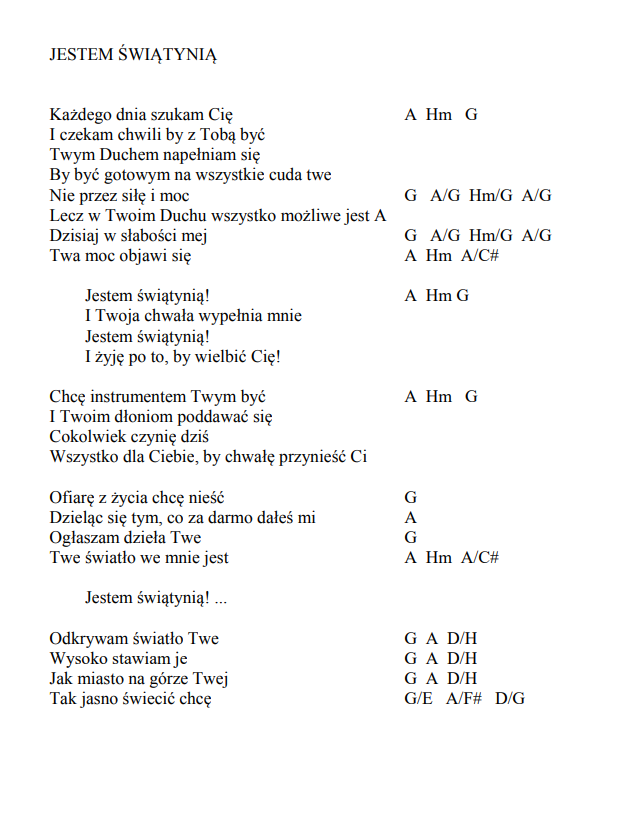 JESTEM ŚWIĄTYNIĄ
Każdego dnia szukam Cię A Hm G
I czekam chwili by z Tobą być
Twym Duchem napełniam się
By być gotowym na wszystkie cuda twe
Nie przez siłę i moc G A/G Hm/G A/G
Lecz w Twoim Duchu wszystko możliwe jest A
Dzisiaj w słabości mej G A/G Hm/G A/G
Twa moc objawi się A Hm A/C#
Jestem świątynią! A Hm G
I Twoja chwała wypełnia mnie
Jestem świątynią!
I żyję po to, by wielbić Cię!
Chcę instrumentem Twym być A Hm G
I Twoim dłoniom poddawać się
Cokolwiek czynię dziś
Wszystko dla Ciebie, by chwałę przynieść Ci
Ofiarę z życia chcę nieść G
Dzieląc się tym, co za darmo dałeś mi A
Ogłaszam dzieła Twe G
Twe światło we mnie jest A Hm A/C#
Jestem świątynią! ...
Odkrywam światło Twe G A D/H
Wysoko stawiam je G A D/H
Jak miasto na górze Twej G A D/H
Tak jasno świecić chcę G/E A/F# D/G